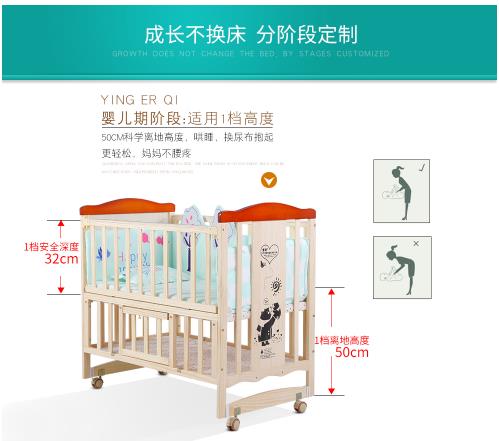 成长不换床 分阶段定制
GROWTH DOES NOT CHANGE THE BED, BY STAGES CUSTOMIZED
YING ER QI
婴儿期阶段:适用1档高度
50CM科学离地高度，哄睡、换尿布抱起
更轻松，妈妈不腰疼
1档安全深度
32cm
Happy
1档离地高度
50cm